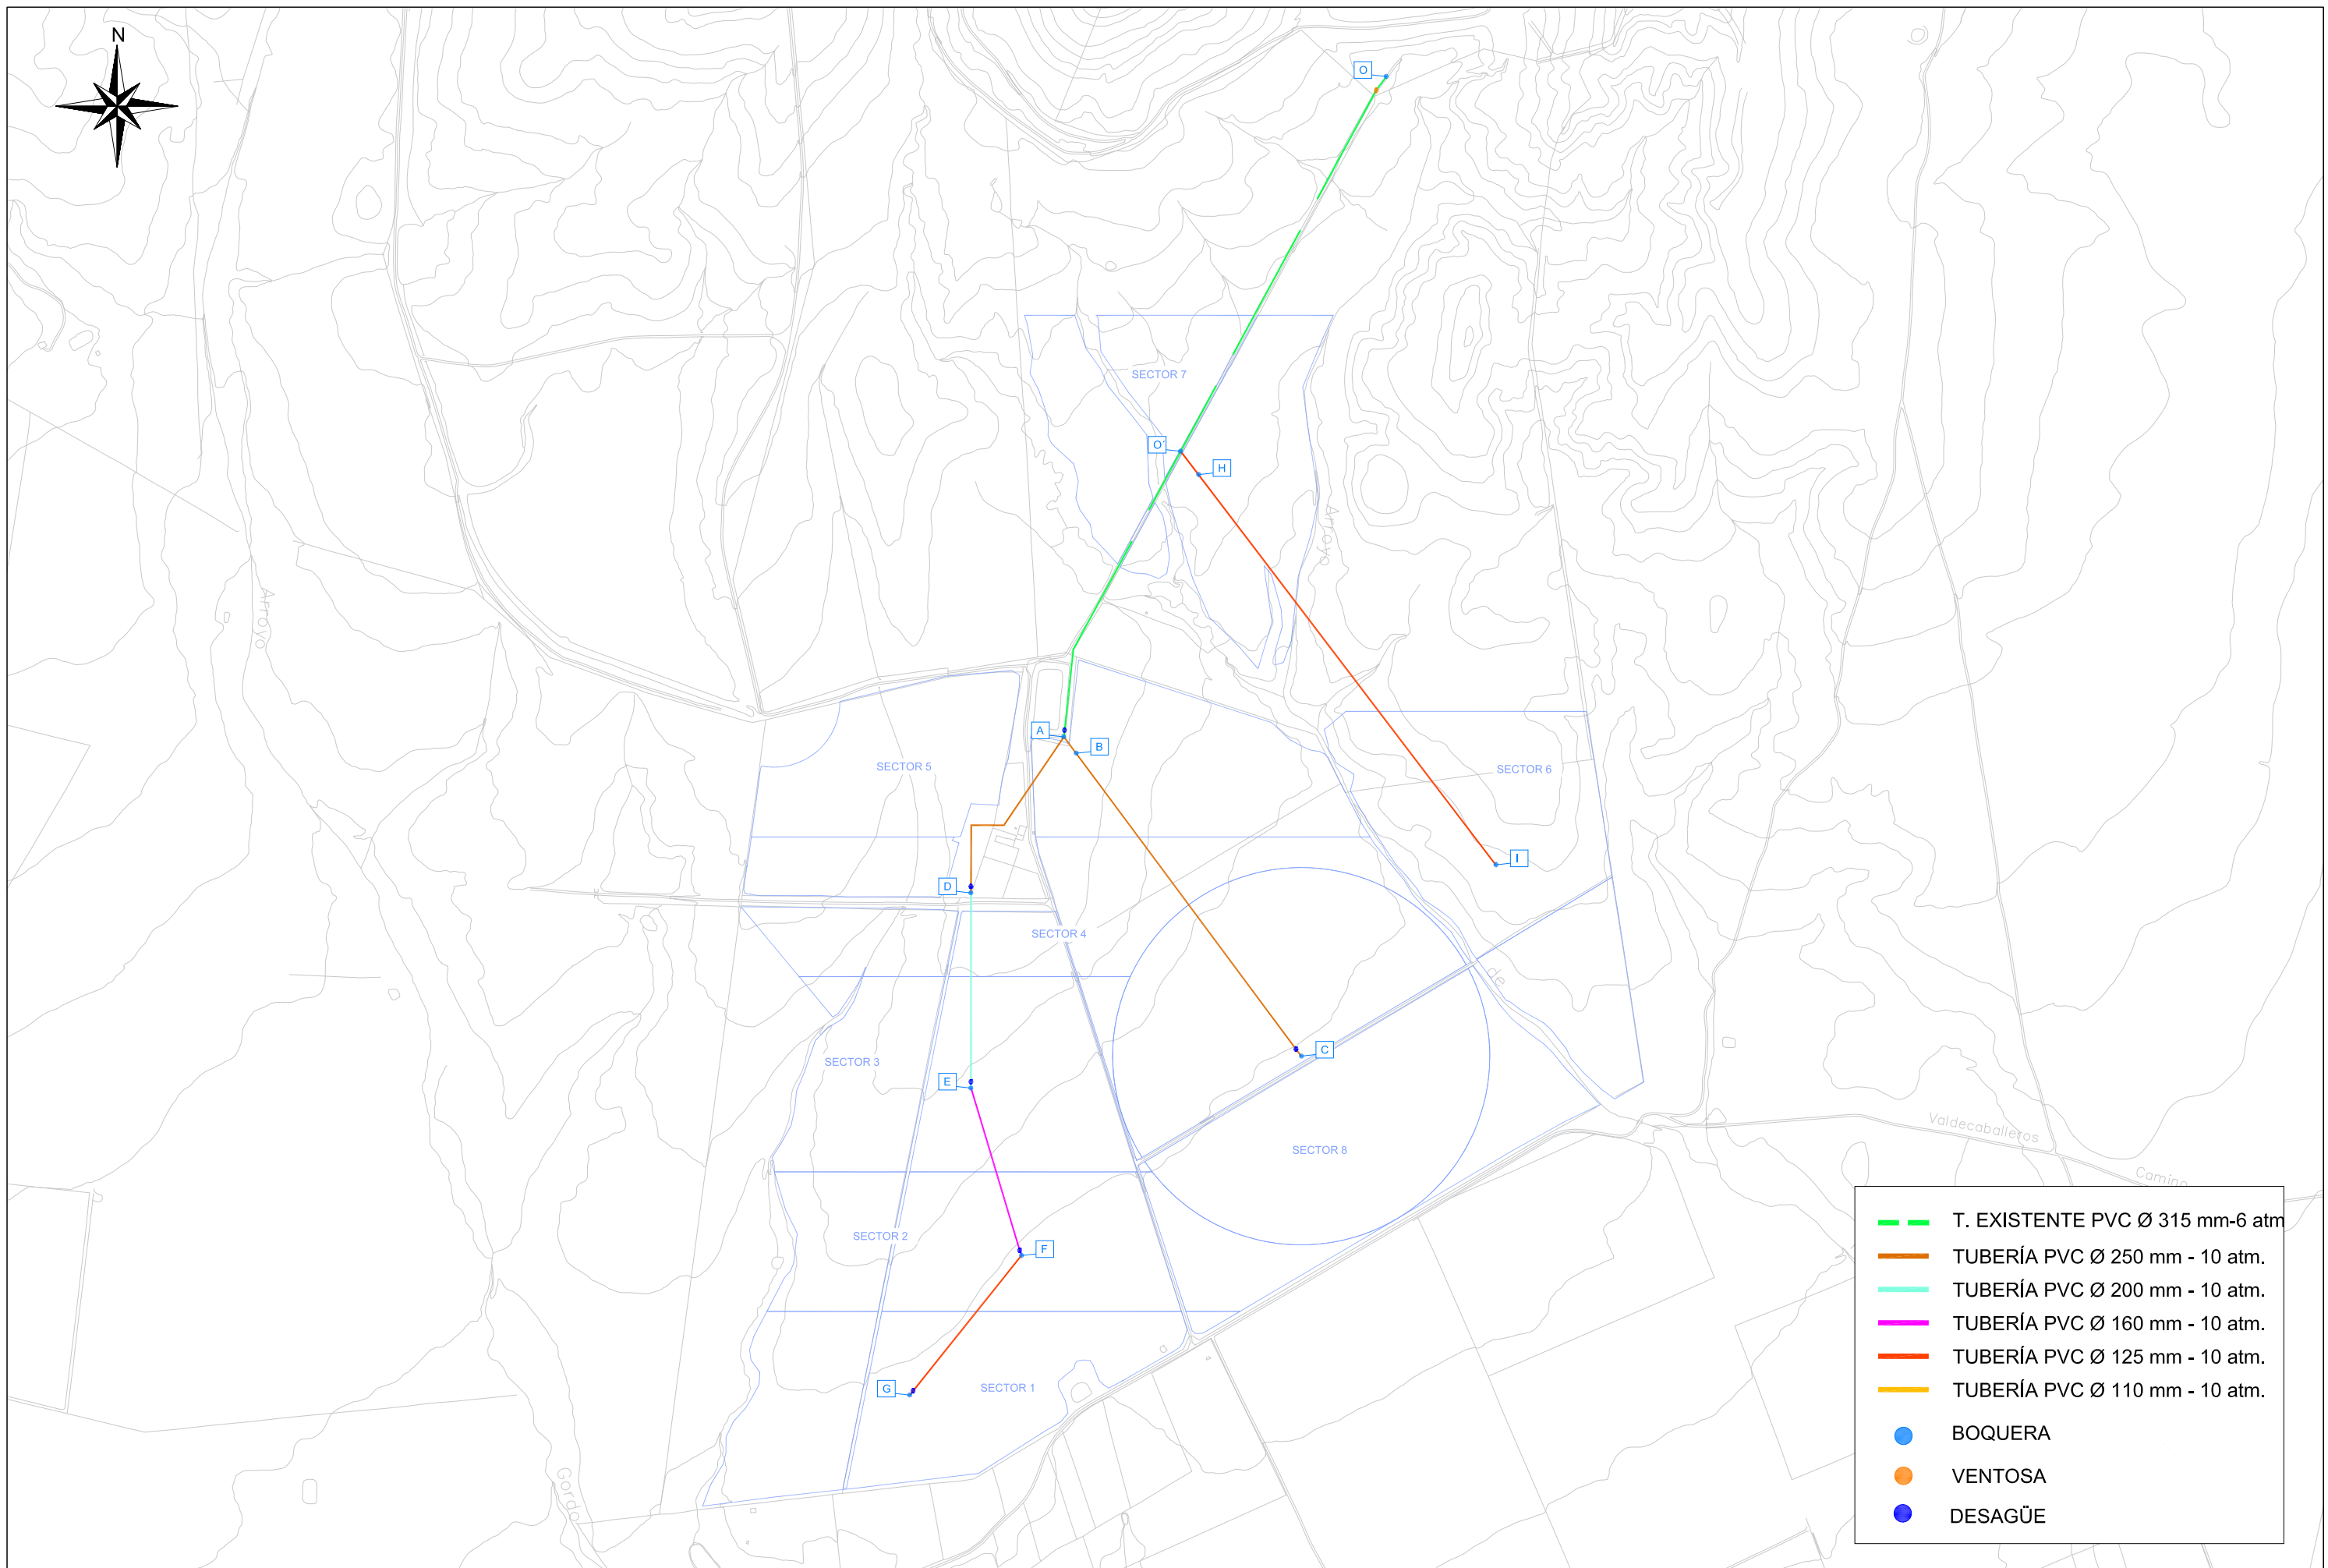 N
O
SECTOR 7
O'
H
Arroyo
Arroyo
A
B
SECTOR 5
SECTOR 6
I
D
SECTOR 4
de
C
SECTOR 3
E
Valdecaballeros
SECTOR 8
Camino
SECTOR 2
F
G
SECTOR 1
Gordo
T. EXISTENTE PVC Ø 315 mm-6 atm
TUBERÍA PVC Ø 250 mm - 10 atm.
TUBERÍA PVC Ø 200 mm - 10 atm.
TUBERÍA PVC Ø 160 mm - 10 atm.
TUBERÍA PVC Ø 125 mm - 10 atm.
TUBERÍA PVC Ø 110 mm - 10 atm.
BOQUERA
VENTOSA
DESAGÜE